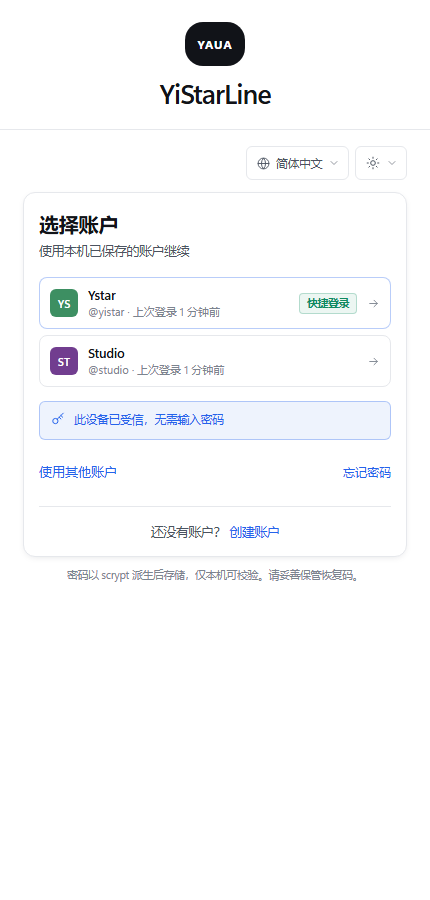 YAUA
YiStarLine
简体中文
选择账户
使用本机已保存的账户继续
YS
Ystar
@yistar · 上次登录 1 分钟前
快捷登录
ST
Studio
@studio · 上次登录 1 分钟前
此设备已受信，无需输入密码
使用其他账户
忘记密码
还没有账户？ 创建账户
密码以 scrypt 派生后存储，仅本机可校验。请妥善保管恢复码。